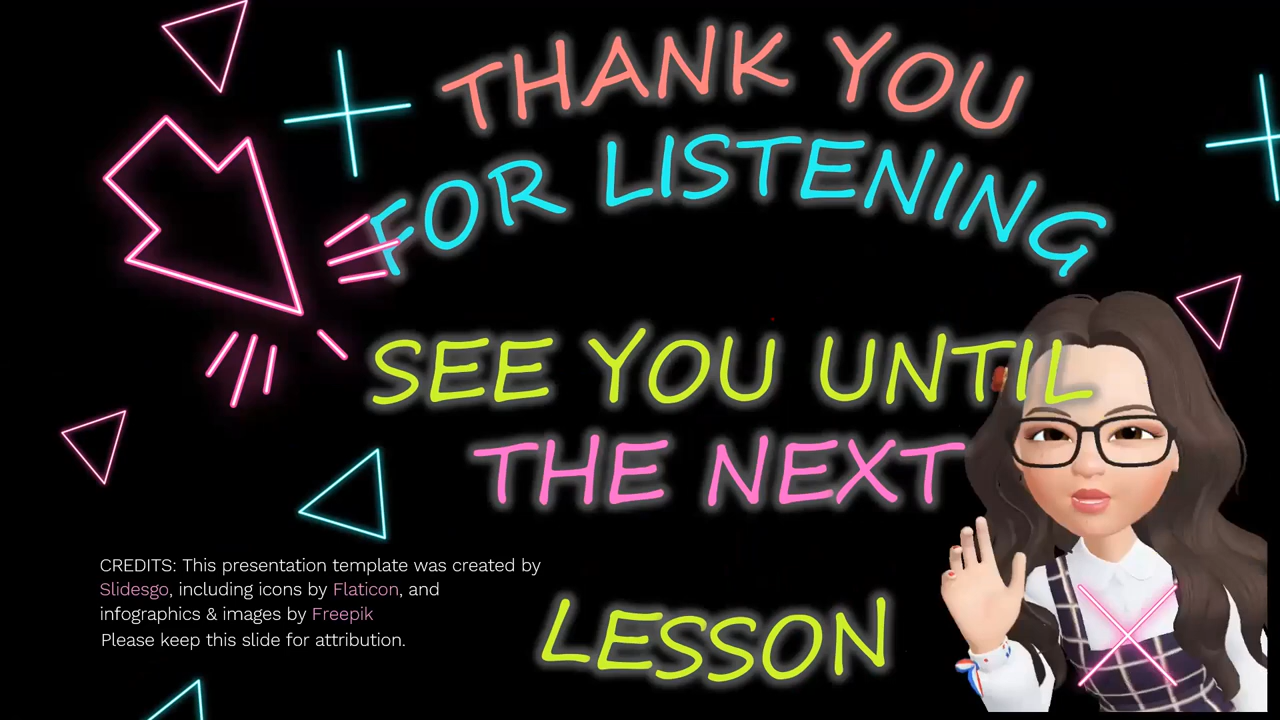 THANK YOU
FOR LISTENING
SEE YOU UNTIL
THE NEXT
LESSON
CREDITS: This presentation template was created by
Slidesgo, including icons by Flaticon, and
infographics & images by Freepik
Please keep this slide for attribution.